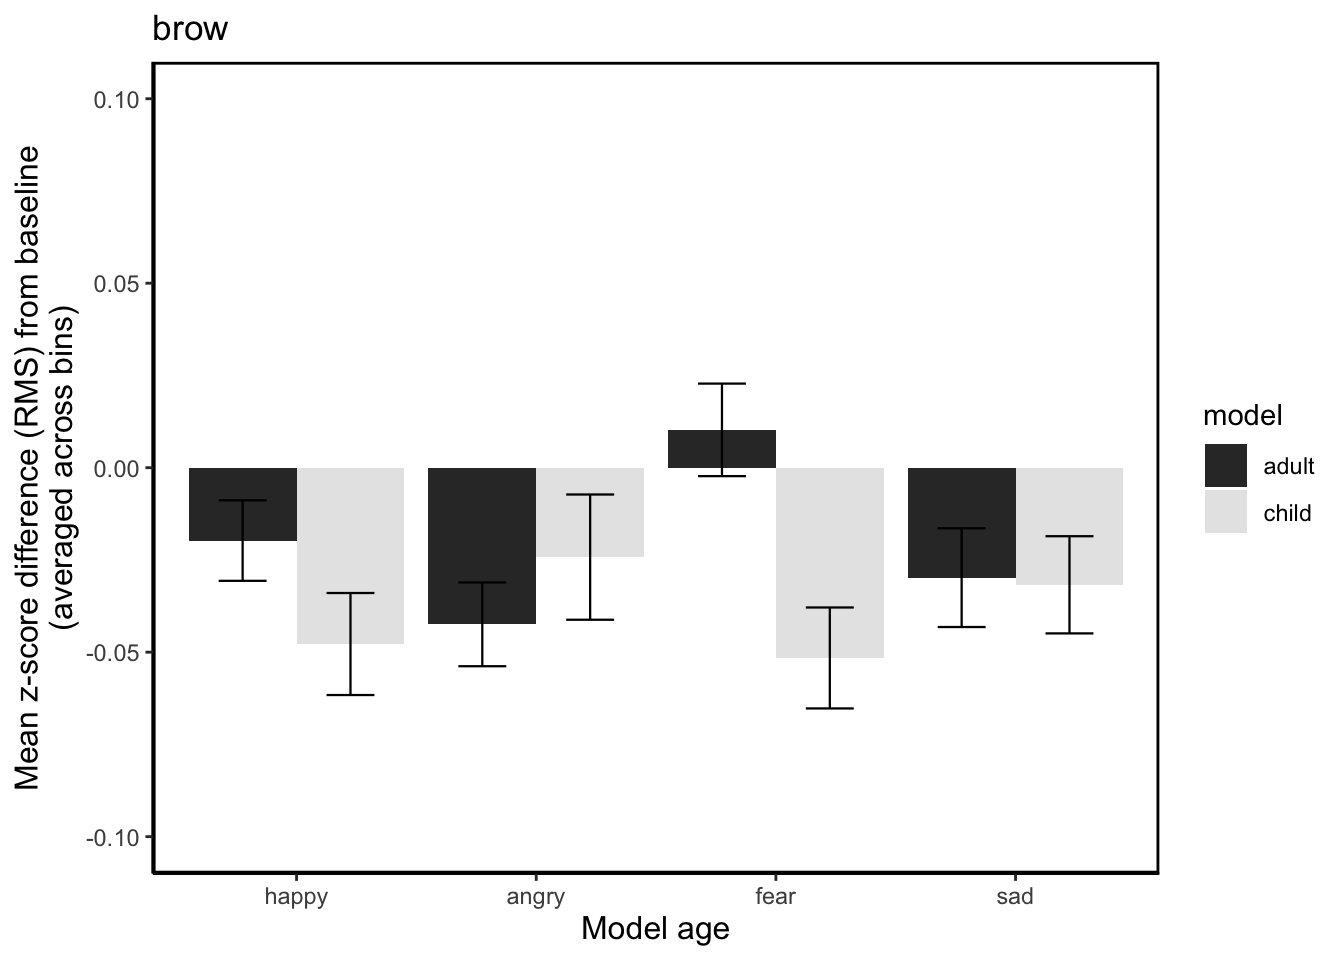 brow
Mean z-score difference (RMS) from baseline
(averaged across bins)
0.10
0.05
0.00
-0.05
-0.10
happy angry fear sad
Model age
model
adult
child